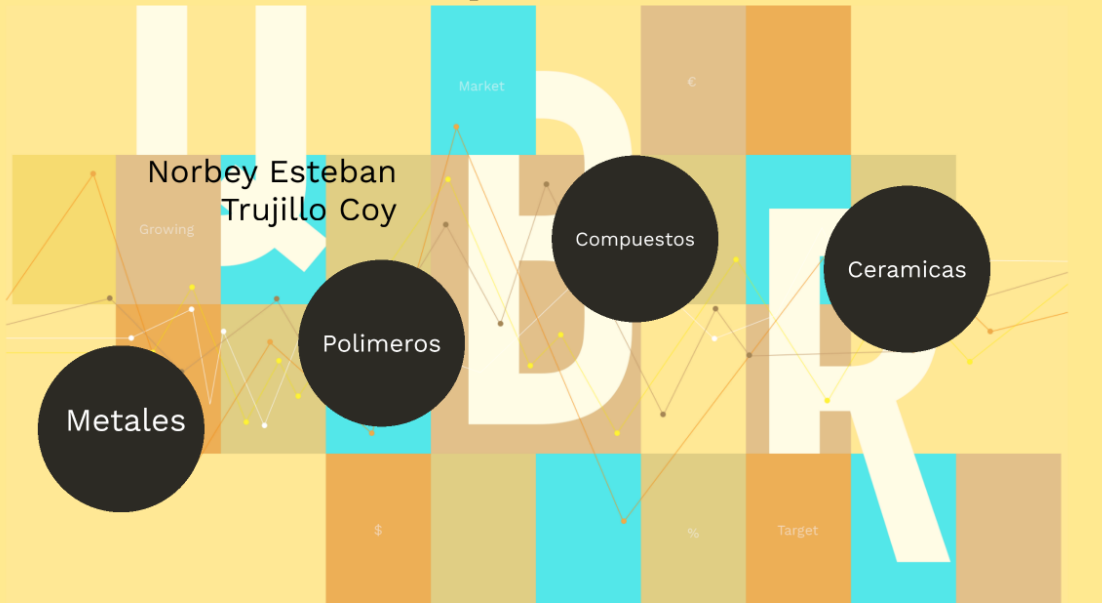 Market
€
Norbey Esteban
Trujillo Coy
Growing
Compuestos
Ceramicas
Polimeros
Metales
$
%
Target